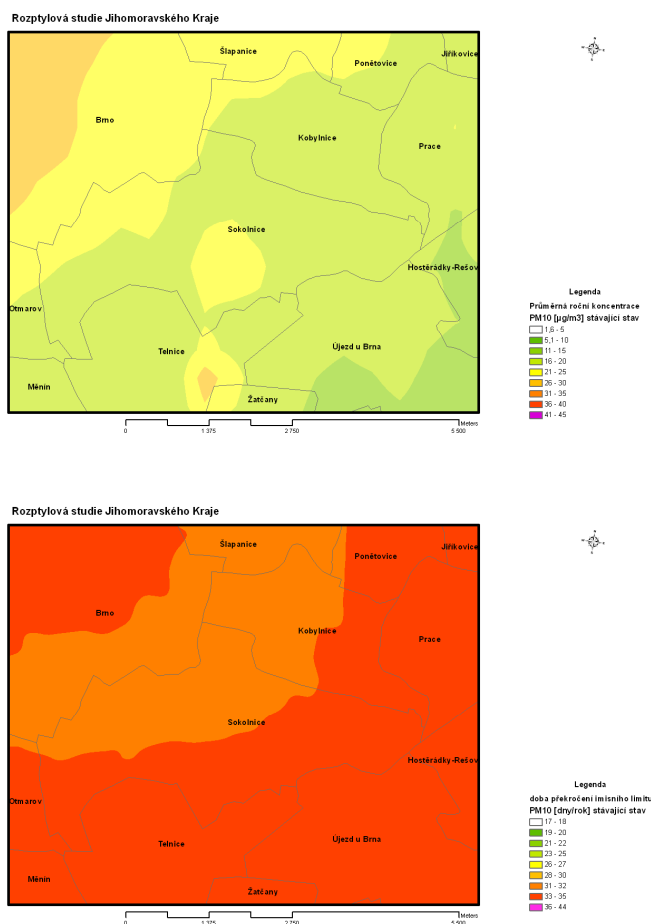 Rozptylová studie Jihomoravského Kraje
Šlapanice
Jiříkovice
Ponětovice
Brno
Kobylnice
Prace
Sokolnice
Hostěrádky-Rešov
Otmarov
Telnice
Újezd u Brna
Měnín
Žatčany
Legenda
Průměrná roční koncentrace
PM10 [µg/m3] stávající stav
1,6 - 5
5,1 - 10
11 - 15
16 - 20
21 - 25
26 - 30
31 - 35
36 - 40
41 - 45
Meters
0 1 375 2 750 5 500
Rozptylová studie Jihomoravského Kraje
Šlapanice
Jiříkovice
Ponětovice
Brno
Kobylnice
Prace
Sokolnice
Hostěrádky-Rešov
Otmarov
Telnice
Újezd u Brna
Měnín
Žatčany
Legenda
doba překročení imisního limitu
PM10 [dny/rok] stávající stav
17 - 18
19 - 20
21 - 22
23 - 25
26 - 27
28 - 30
31 - 32
33 - 35
36 - 44
Meters
0 1 375 2 750 5 500